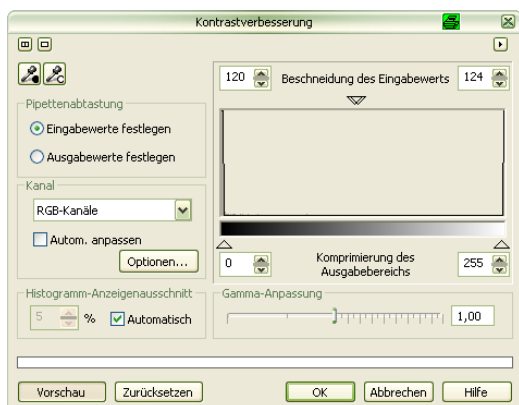 Kontrastverbesserung
120 Beschneidung des Eingabewerts 124
Pipettenabtastung
Eingabewerte festlegen
Ausgabewerte festlegen
Kanal
RGB-Kanäle
Autom. anpassen
Optionen...
0 Komprimierung des Ausgabebereichs 255
Histogramm-Anzeigenausschnitt
5 % Automatisch
Gamma-Anpassung
1,00
Vorschau Zurücksetzen OK Abbrechen Hilfe